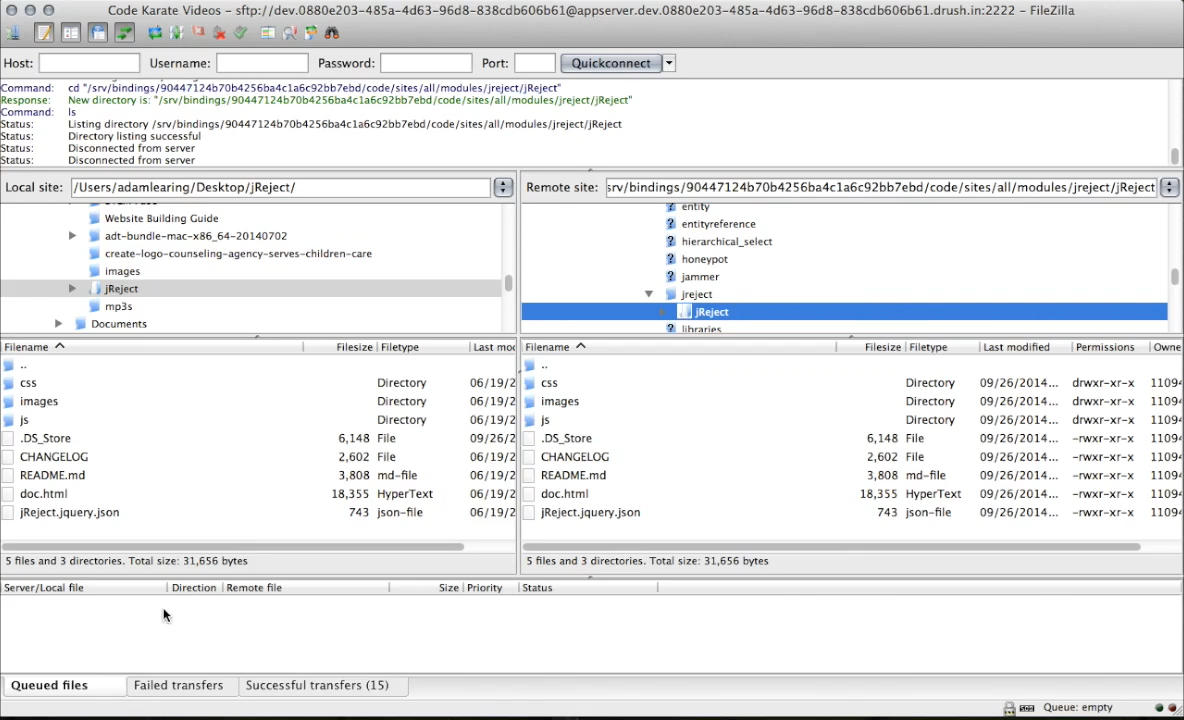 Code Karate Videos - sftp://dev.0880e203-485a-4d63-96d8-838cdb606b61@appserver.dev.0880e203-485a-4d63-96d8-838cdb606b61.drush.in:2222 - FileZilla
Host: Username: Password: Port: Quickconnect
Command: cd "/srv/bindings/90447124b70b4256ba4c1a6c92bb7ebd/code/sites/all/modules/jreject/jReject"
Response: New directory is: "/srv/bindings/90447124b70b4256ba4c1a6c92bb7ebd/code/sites/all/modules/jreject/jReject"
Command: ls
Status: Listing directory /srv/bindings/90447124b70b4256ba4c1a6c92bb7ebd/code/sites/all/modules/jreject/jReject
Status: Directory listing successful
Status: Disconnected from server
Status: Disconnected from server
Local site: /Users/adamlearing/Desktop/jReject/
Website Building Guide
adt-bundle-mac-x86_64-20140702
create-logo-counseling-agency-serves-children-care
images
jReject
mp3s
Documents
Remote site: srv/bindings/90447124b70b4256ba4c1a6c92bb7ebd/code/sites/all/modules/jreject/jReject
entity
entityreference
hierarchical_select
honeypot
jammer
jreject
jReject
libraries
Filename Filesize Filetype Last mod
..
css Directory 06/19/2
images Directory 06/19/2
js Directory 06/19/2
.DS_Store 6,148 File 09/26/2
CHANGELOG 2,602 File 06/19/2
README.md 3,808 md-file 06/19/2
doc.html 18,355 HyperText 06/19/2
jReject.jquery.json 743 json-file 06/19/2
5 files and 3 directories. Total size: 31,656 bytes
Filename Filesize Filetype Last modified Permissions Owne
..
css Directory 09/26/2014... drwxr-xr-x 11094
images Directory 09/26/2014... drwxr-xr-x 11094
js Directory 09/26/2014... drwxr-xr-x 11094
.DS_Store 6,148 File 09/26/2014... -rwxr-xr-x 11094
CHANGELOG 2,602 File 09/26/2014... -rwxr-xr-x 11094
README.md 3,808 md-file 09/26/2014... -rwxr-xr-x 11094
doc.html 18,355 HyperText 09/26/2014... -rwxr-xr-x 11094
jReject.jquery.json 743 json-file 09/26/2014... -rwxr-xr-x 11094
5 files and 3 directories. Total size: 31,656 bytes
Server/Local file Direction Remote file Size Priority Status
Queued files Failed transfers Successful transfers (15)
Queue: empty